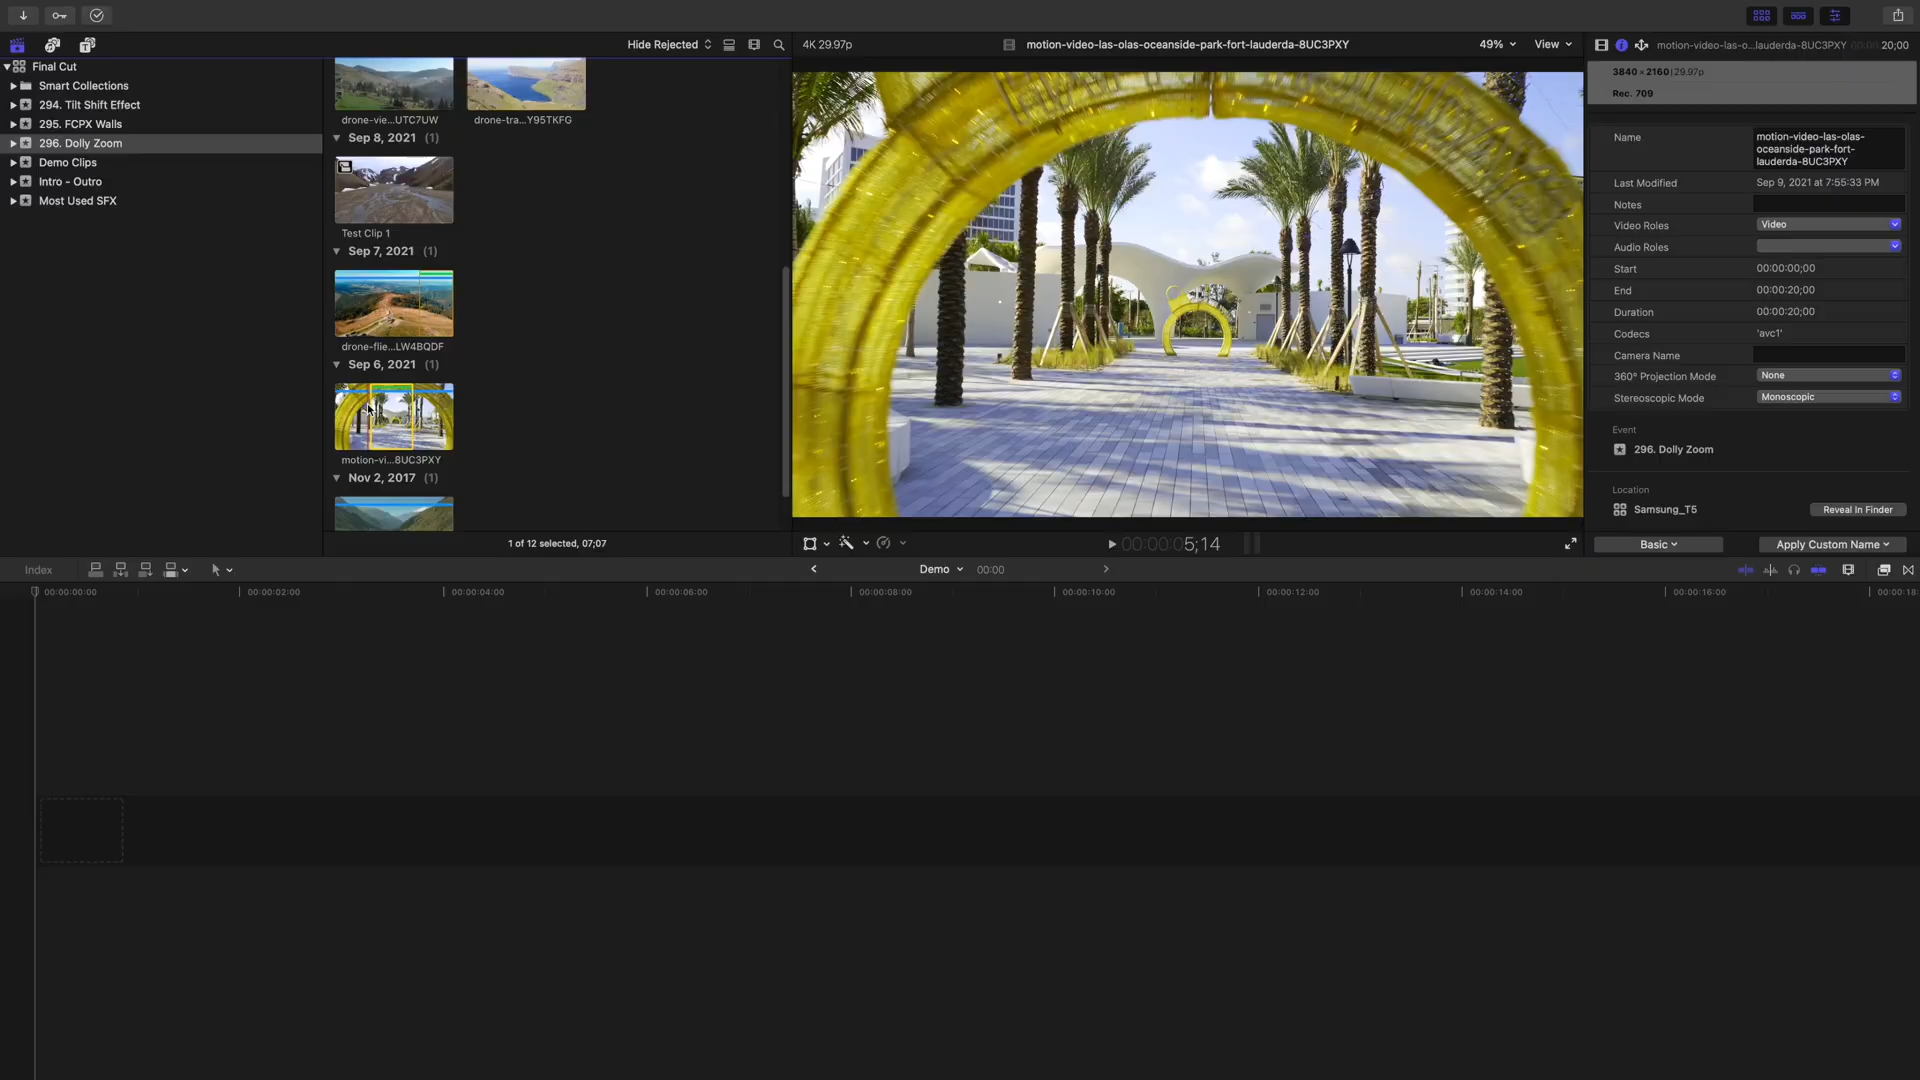 Hide Rejected
4K 29.97p
motion-video-las-olas-oceanside-park-fort-lauderda-8UC3PXY
49%
View
motion-video-las-o...lauderda-8UC3PXY
00:00:20;00
Final Cut
Smart Collections
294. Tilt Shift Effect
295. FCPX Walls
296. Dolly Zoom
Demo Clips
Intro - Outro
Most Used SFX
drone-vie...UTC7UW
drone-tra...Y95TKFG
Sep 8, 2021 (1)
Test Clip 1
Sep 7, 2021 (1)
drone-flie...LW4BQDF
Sep 6, 2021 (1)
motion-vi...8UC3PXY
Nov 2, 2017 (1)
1 of 12 selected, 07;07
00:00:05;14
3840 × 2160 | 29.97p
Rec. 709
Name
motion-video-las-olas-
oceanside-park-fort-
lauderda-8UC3PXY
Last Modified
Sep 9, 2021 at 7:55:33 PM
Notes
Video Roles
Video
Audio Roles
Start
00:00:00;00
End
00:00:20;00
Duration
00:00:20;00
Codecs
'avc1'
Camera Name
360º Projection Mode
None
Stereoscopic Mode
Monoscopic
Event
296. Dolly Zoom
Location
Samsung_T5
Reveal In Finder
Basic
Apply Custom Name
Index
Demo
00:00
00:00:00:00
00:00:02:00
00:00:04:00
00:00:06:00
00:00:08:00
00:00:10:00
00:00:12:00
00:00:14:00
00:00:16:00
00:00:18: